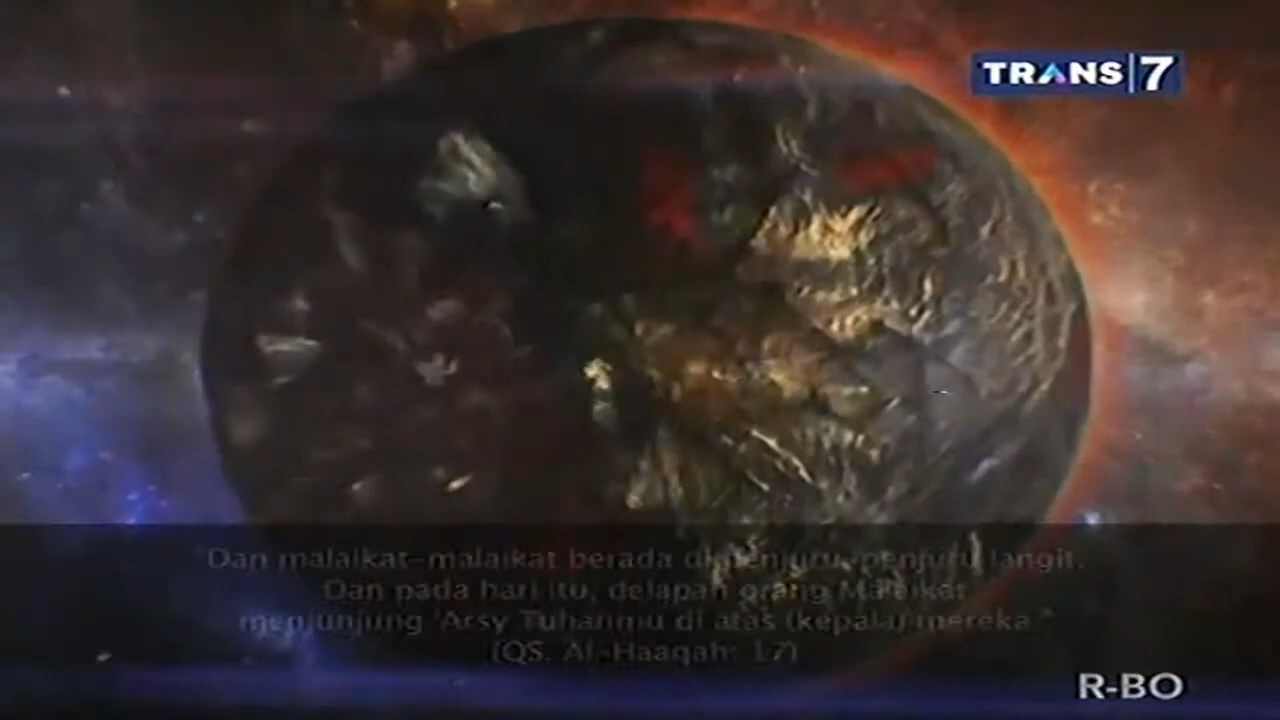 TRANS|7
"Dan malaikat-malaikat berada di penjuru-penjuru langit.
Dan pada hari itu, delapan orang Malaikat
menjunjung 'Arsy Tuhanmu di atas (kepala) mereka."
(QS. Al-Haaqah: 17)
R-BO